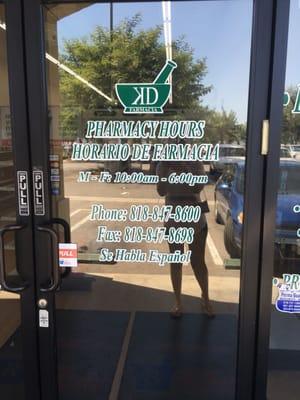 KD
FARMACIA
PHARMACY HOURS
HORARIO DE FARMACIA
M - F: 10:00am - 6:00pm
Phone: 818-847-8600
Fax: 818-847-8698
Se Habla Español
PULL
PULL
PULL